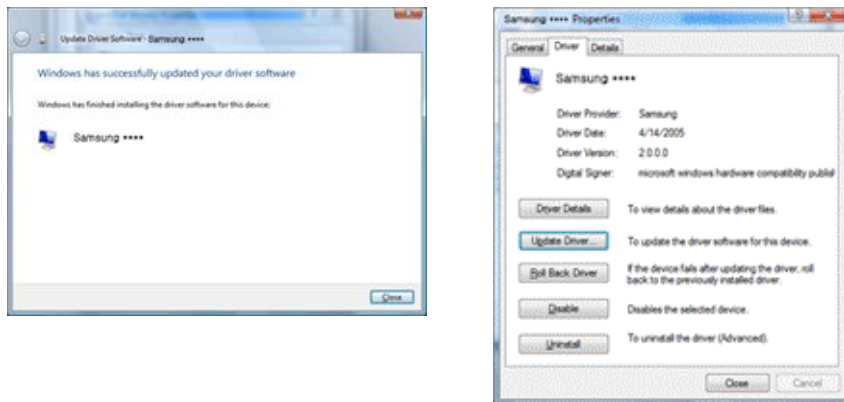 Update Driver Software - Samsung ****
Windows has successfully updated your driver software
Windows has finished installing the driver software for this device:
Samsung ****
Close
Samsung **** Properties
General Driver Details
Samsung ****
Driver Provider: Samsung
Driver Date: 4/14/2005
Driver Version: 2.0.0.0
Digital Signer: microsoft windows hardware compatibility publisl
Driver Details To view details about the driver files.
Update Driver... To update the driver software for this device.
Roll Back Driver If the device fails after updating the driver, roll
back to the previously installed driver.
Disable Disables the selected device.
Uninstall To uninstall the driver (Advanced).
Close Cancel